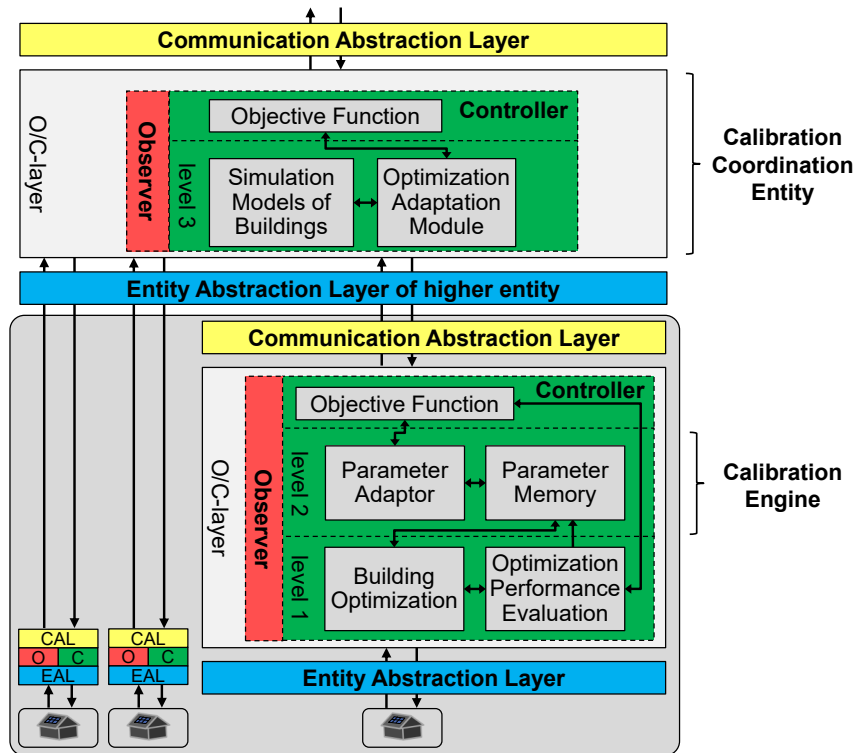 Communication Abstraction Layer
O/C-layer
Observer
Controller
Objective Function
level 3
Simulation
Models of
Buildings
Optimization
Adaptation
Module
Calibration
Coordination
Entity
Entity Abstraction Layer of higher entity
Communication Abstraction Layer
O/C-layer
Observer
Controller
Objective Function
level 2
Parameter
Adaptor
Parameter
Memory
Calibration
Engine
level 1
Building
Optimization
Optimization
Performance
Evaluation
CAL
O C
EAL
CAL
O C
EAL
Entity Abstraction Layer